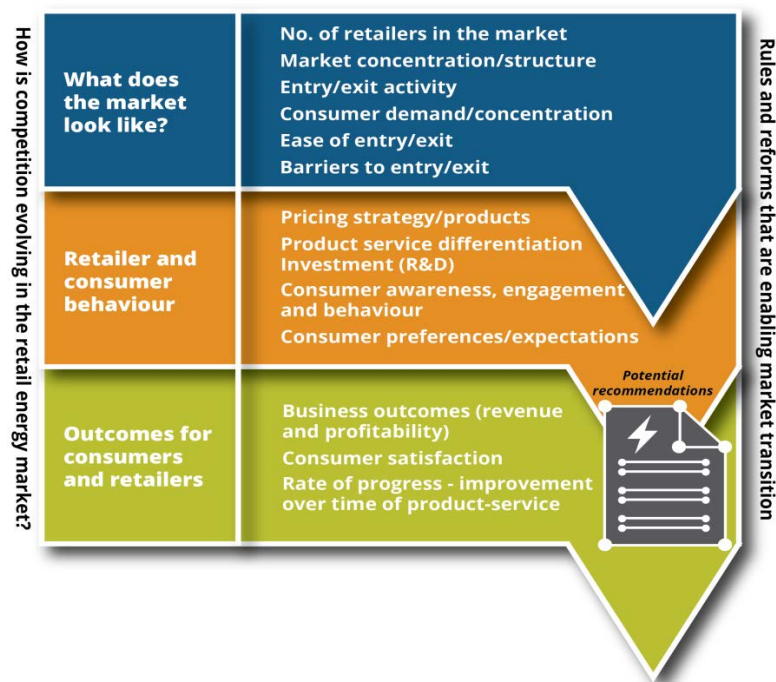 How is competition evolving in the retail energy market?
What does
the market
look like?
No. of retailers in the market
Market concentration/structure
Entry/exit activity
Consumer demand/concentration
Ease of entry/exit
Barriers to entry/exit
Retailer and
consumer
behaviour
Pricing strategy/products
Product service differentiation
Investment (R&D)
Consumer awareness, engagement
and behaviour
Consumer preferences/expectations
Outcomes for
consumers
and retailers
Business outcomes (revenue
and profitability)
Consumer satisfaction
Rate of progress - improvement
over time of product-service
Potential
recommendations
Rules and reforms that are enabling market transition